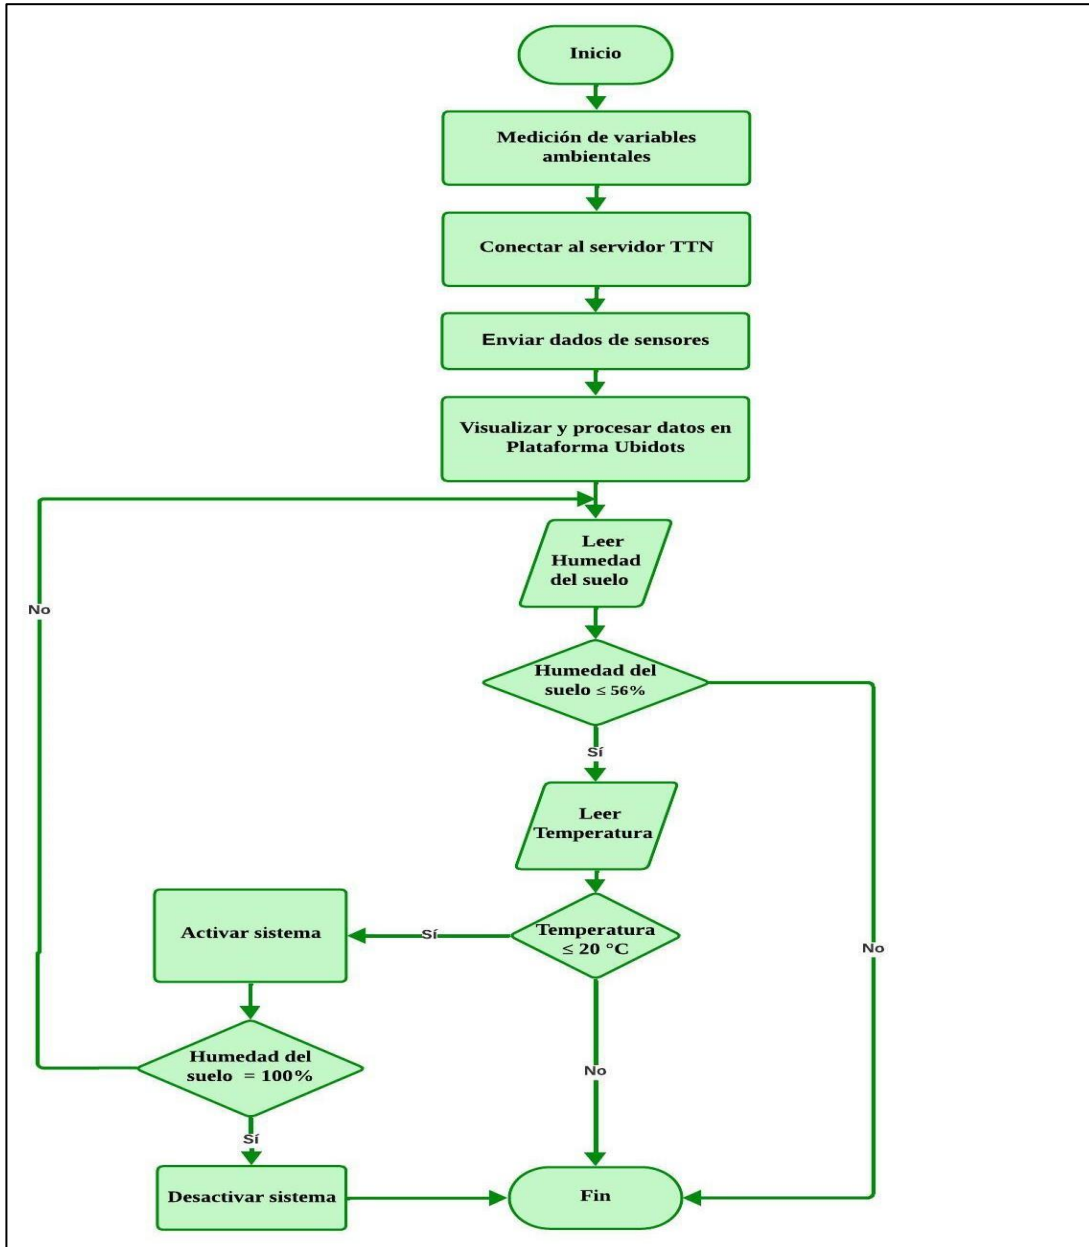 Inicio
Medición de variables
ambientales
Conectar al servidor TTN
Enviar dados de sensores
Visualizar y procesar datos en
Plataforma Ubidots
Leer
Humedad
del suelo
No
Humedad del
suelo ≤ 56%
Sí
Leer
Temperatura
Activar sistema
Sí
Temperatura
≤ 20 °C
No
Humedad del
suelo = 100%
No
Sí
Desactivar sistema
Fin